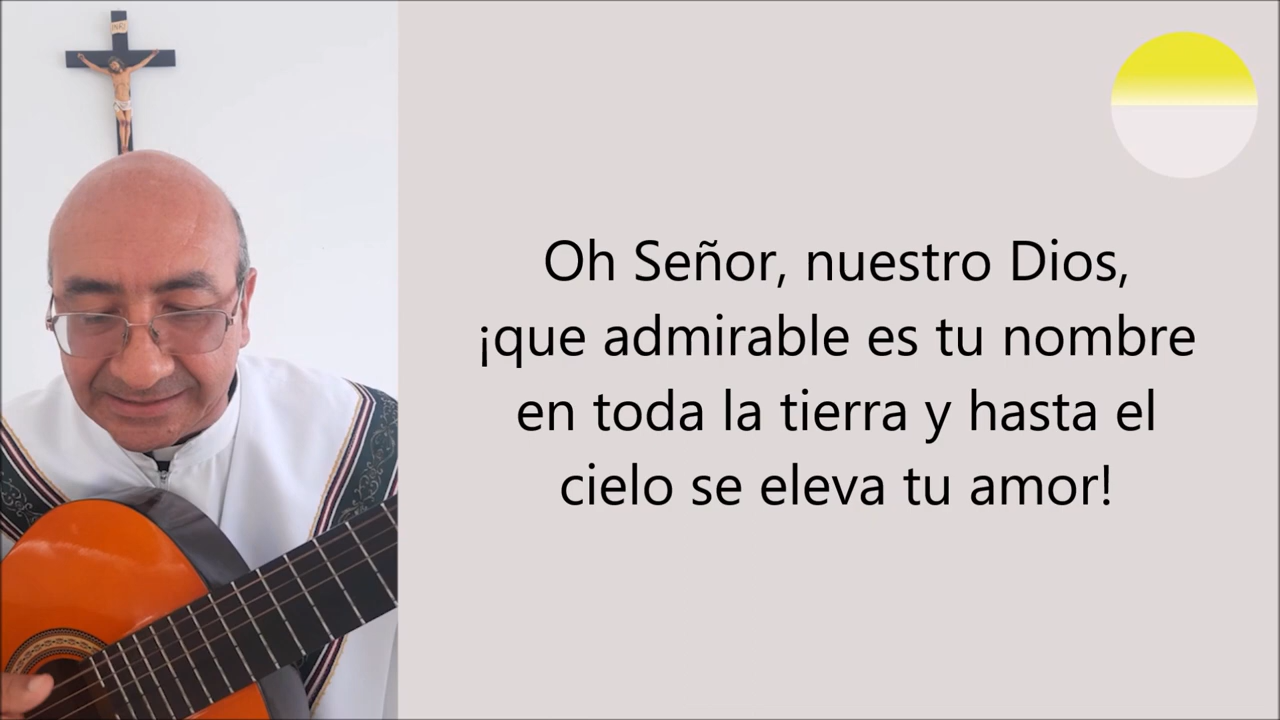 Oh Señor, nuestro Dios,
¡que admirable es tu nombre
en toda la tierra y hasta el
cielo se eleva tu amor!